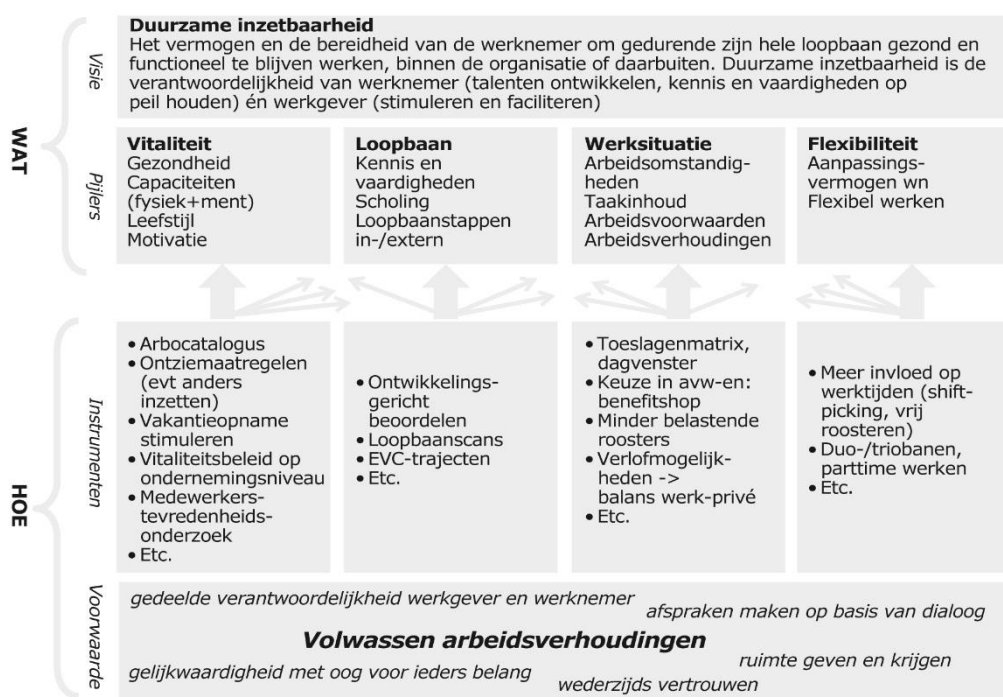 WAT
Visie
Duurzame inzetbaarheid
Het vermogen en de bereidheid van de werknemer om gedurende zijn hele loopbaan gezond en
functioneel te blijven werken, binnen de organisatie of daarbuiten. Duurzame inzetbaarheid is de
verantwoordelijkheid van werknemer (talenten ontwikkelen, kennis en vaardigheden op
peil houden) én werkgever (stimuleren en faciliteren)
Pijlers
Vitaliteit
Gezondheid
Capaciteiten
(fysiek+ment)
Leefstijl
Motivatie
Loopbaan
Kennis en
vaardigheden
Scholing
Loopbaanstappen
in-/extern
Werksituatie
Arbeidsomstandig-
heden
Taakinhoud
Arbeidsvoorwaarden
Arbeidsverhoudingen
Flexibiliteit
Aanpassings-
vermogen wn
Flexibel werken
HOE
Instrumenten
• Arbocatalogus
• Ontziemaatregelen
(evt anders
inzetten)
• Vakantieopname
stimuleren
• Vitaliteitsbeleid op
ondernemingsniveau
• Medewerkers-
tevredenheids-
onderzoek
• Etc.
• Ontwikkelings-
gericht
beoordelen
• Loopbaanscans
• EVC-trajecten
• Etc.
• Toeslagenmatrix,
dagvenster
• Keuze in avw-en:
benefitshop
• Minder belastende
roosters
• Verlofmogelijk-
heden ->
balans werk-privé
• Etc.
• Meer invloed op
werktijden (shift-
picking, vrij
roosteren)
• Duo-/triobanen,
parttime werken
• Etc.
Voorwaarde
gedeelde verantwoordelijkheid werkgever en werknemer
afspraken maken op basis van dialoog
Volwassen arbeidsverhoudingen
ruimte geven en krijgen
gelijkwaardigheid met oog voor ieders belang
wederzijds vertrouwen